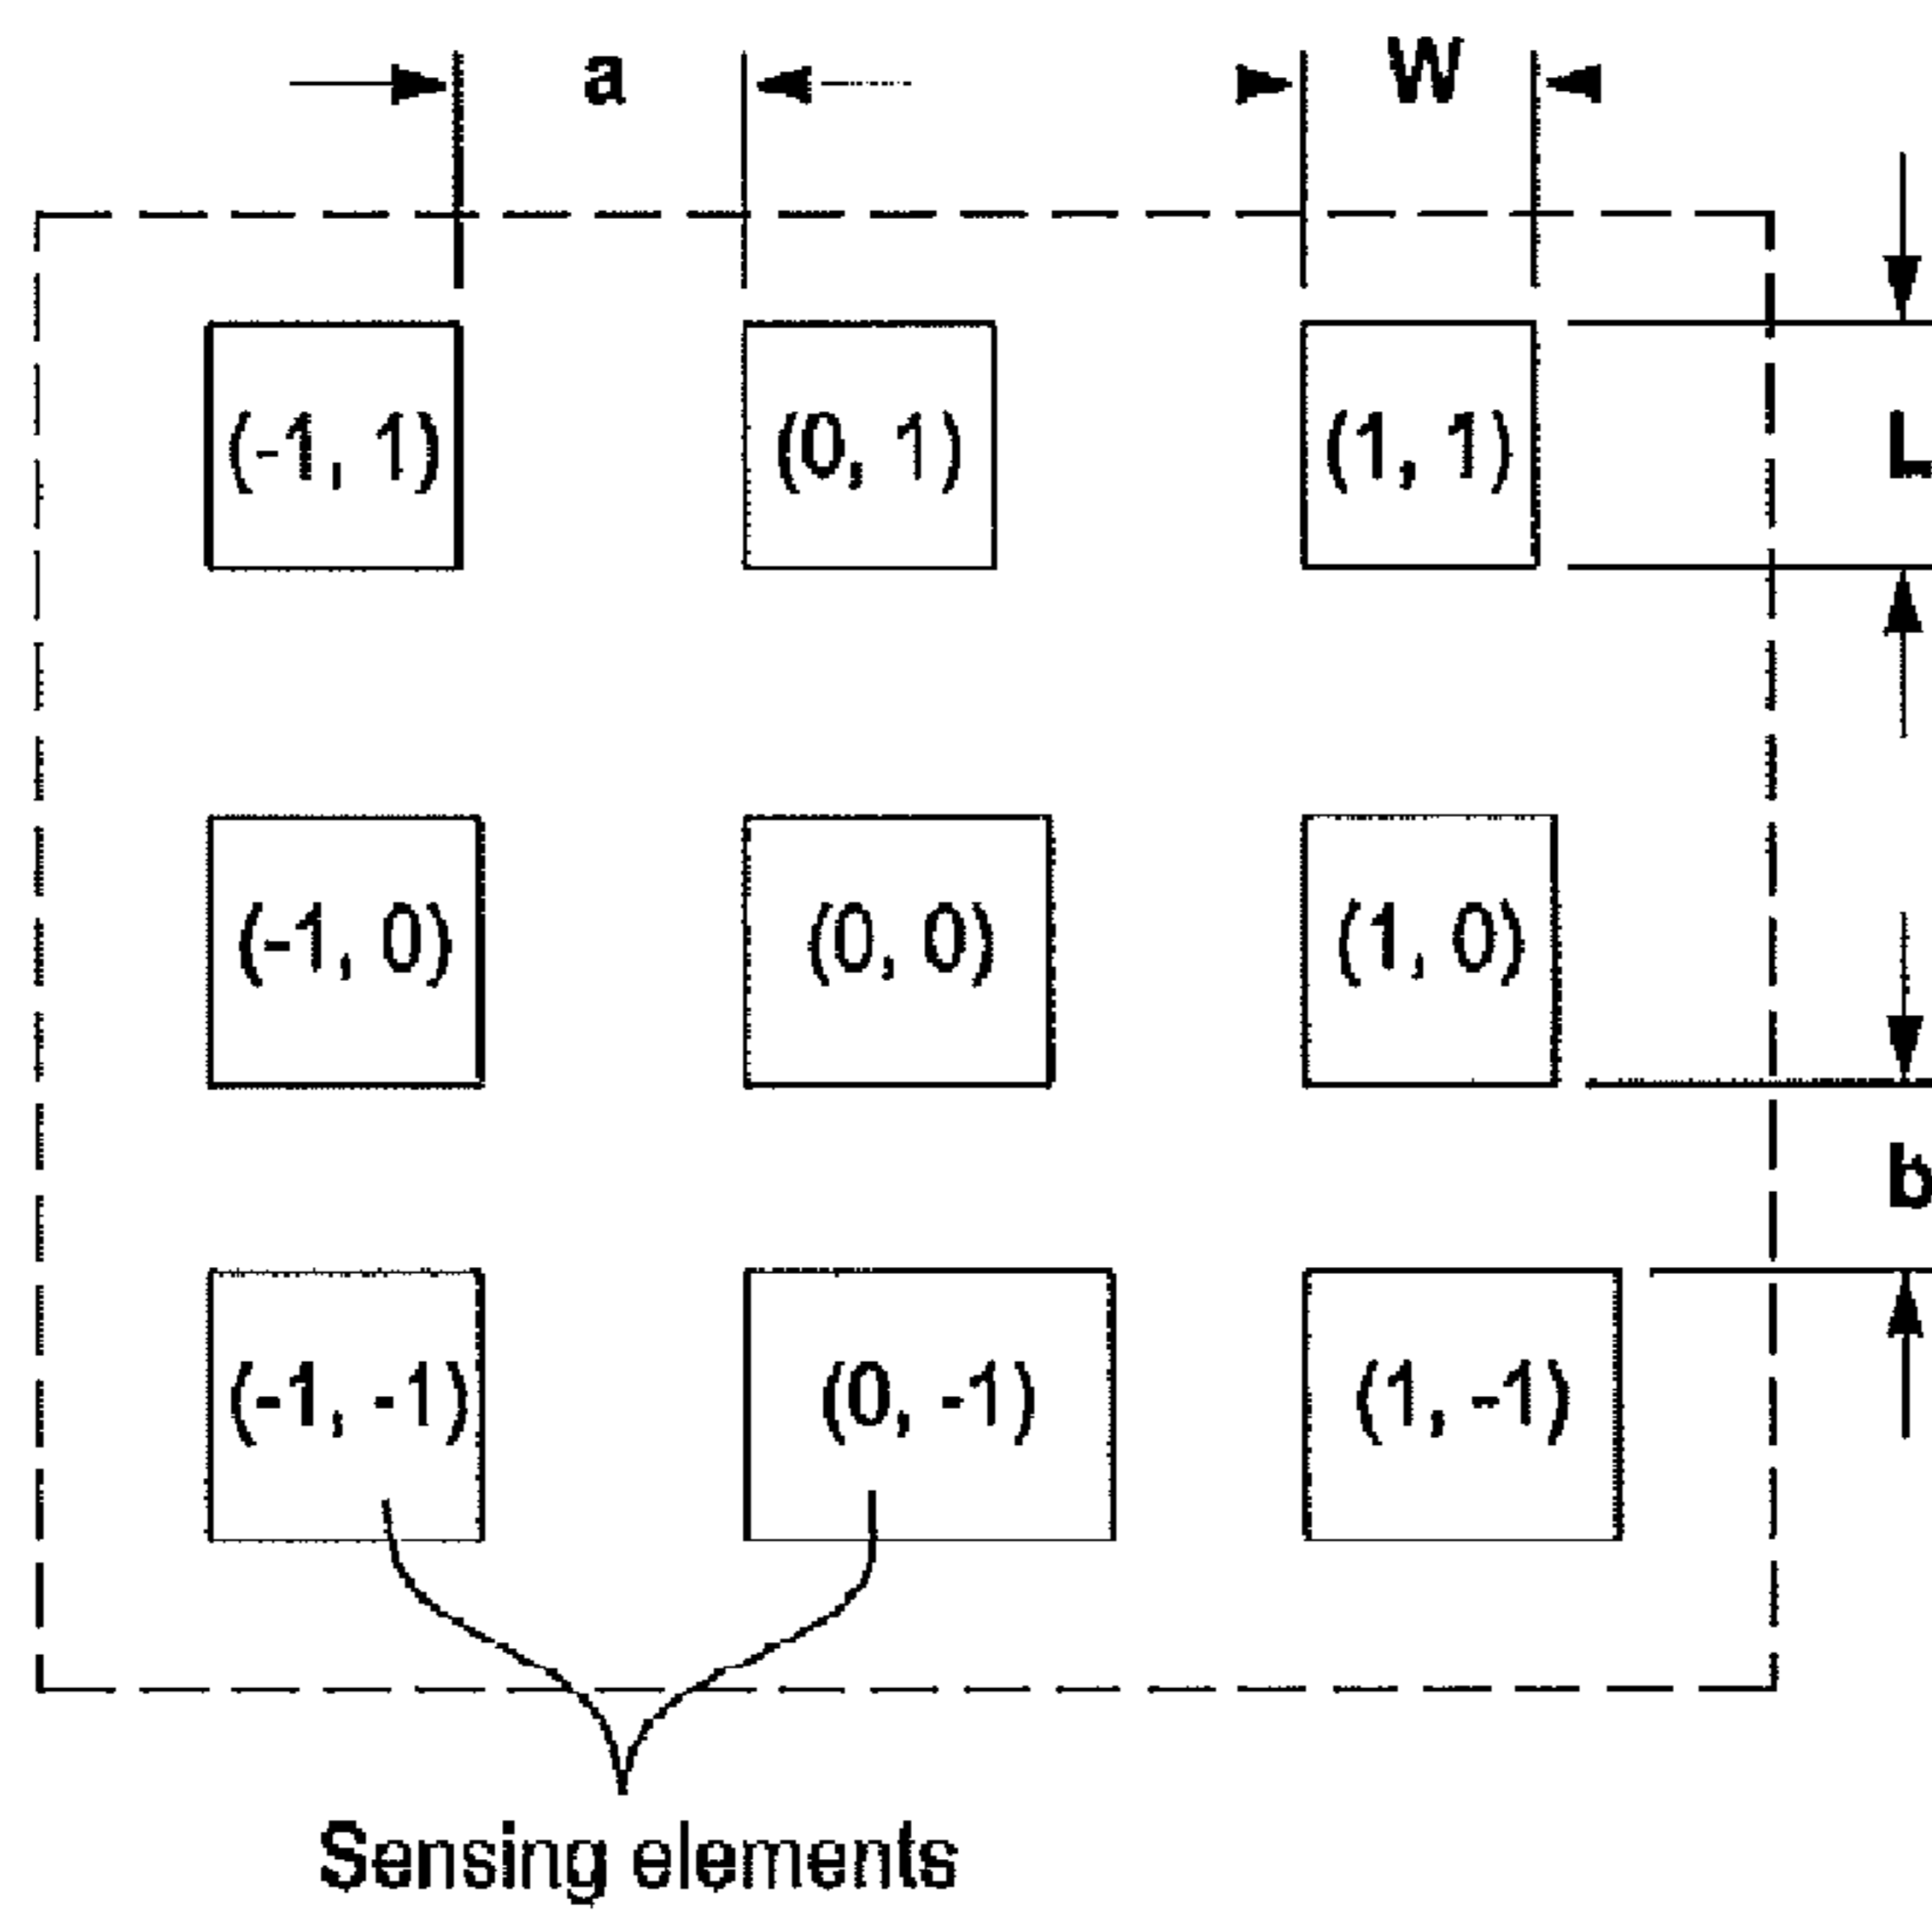 a W
(-1, 1) (0, 1) (1, 1) L
(-1, 0) (0, 0) (1, 0)
b
(-1, -1) (0, -1) (1, -1)
Sensing elements